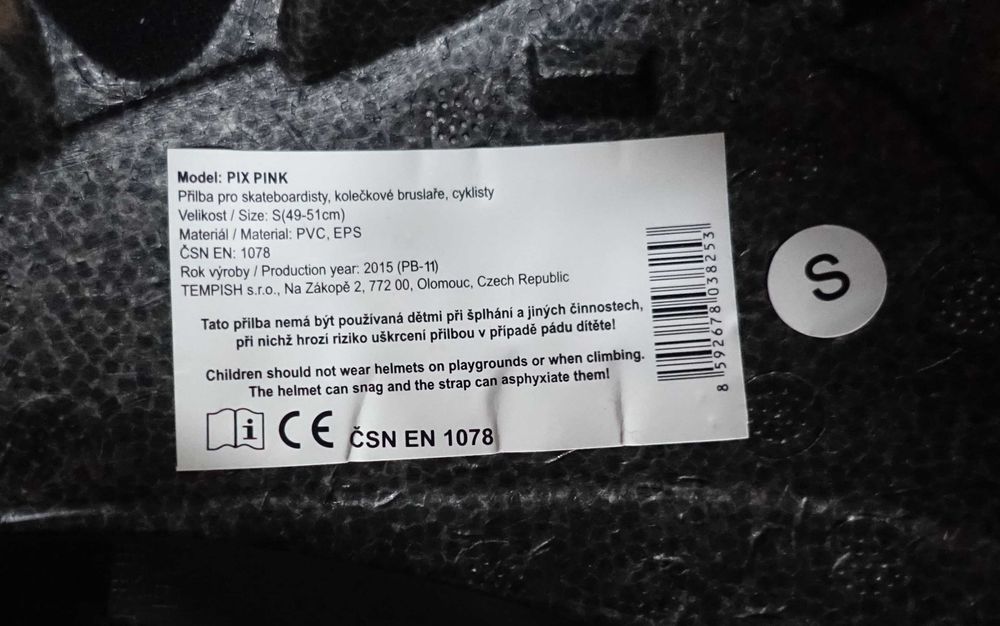 Model: PIX PINK
Přilba pro skateboardisty, kolečkové bruslaře, cyklisty
Velikost / Size: S(49-51cm)
Materiál / Material: PVC, EPS
ČSN EN: 1078
Rok výroby / Production year: 2015 (PB-11)
TEMPISH s.r.o., Na Zákopě 2, 772 00, Olomouc, Czech Republic
Tato přilba nemá být používaná dětmi při šplhání a jiných činnostech,
při nichž hrozí riziko uškrcení přilbou v případě pádu dítěte!
Children should not wear helmets on playgrounds or when climbing.
The helmet can snag and the strap can asphyxiate them!
i CE ČSN EN 1078
8 592678 038253
S